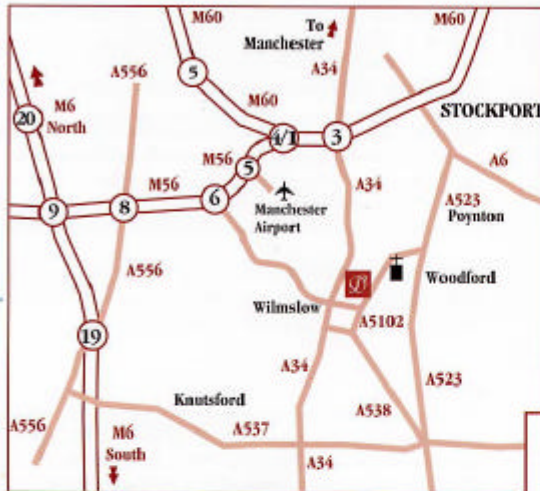 M60
To
Manchester
M60
A556
A34
5
M6
North
20
M60
STOCKPORT
4/1
3
M56
5
A6
M56
A34
A523
9
8
6
Manchester
Airport
Poynton
A556
Woodford
D
Wilmslow
A5102
19
A34
A523
Knutsford
A538
A556
M6
South
A537
A34